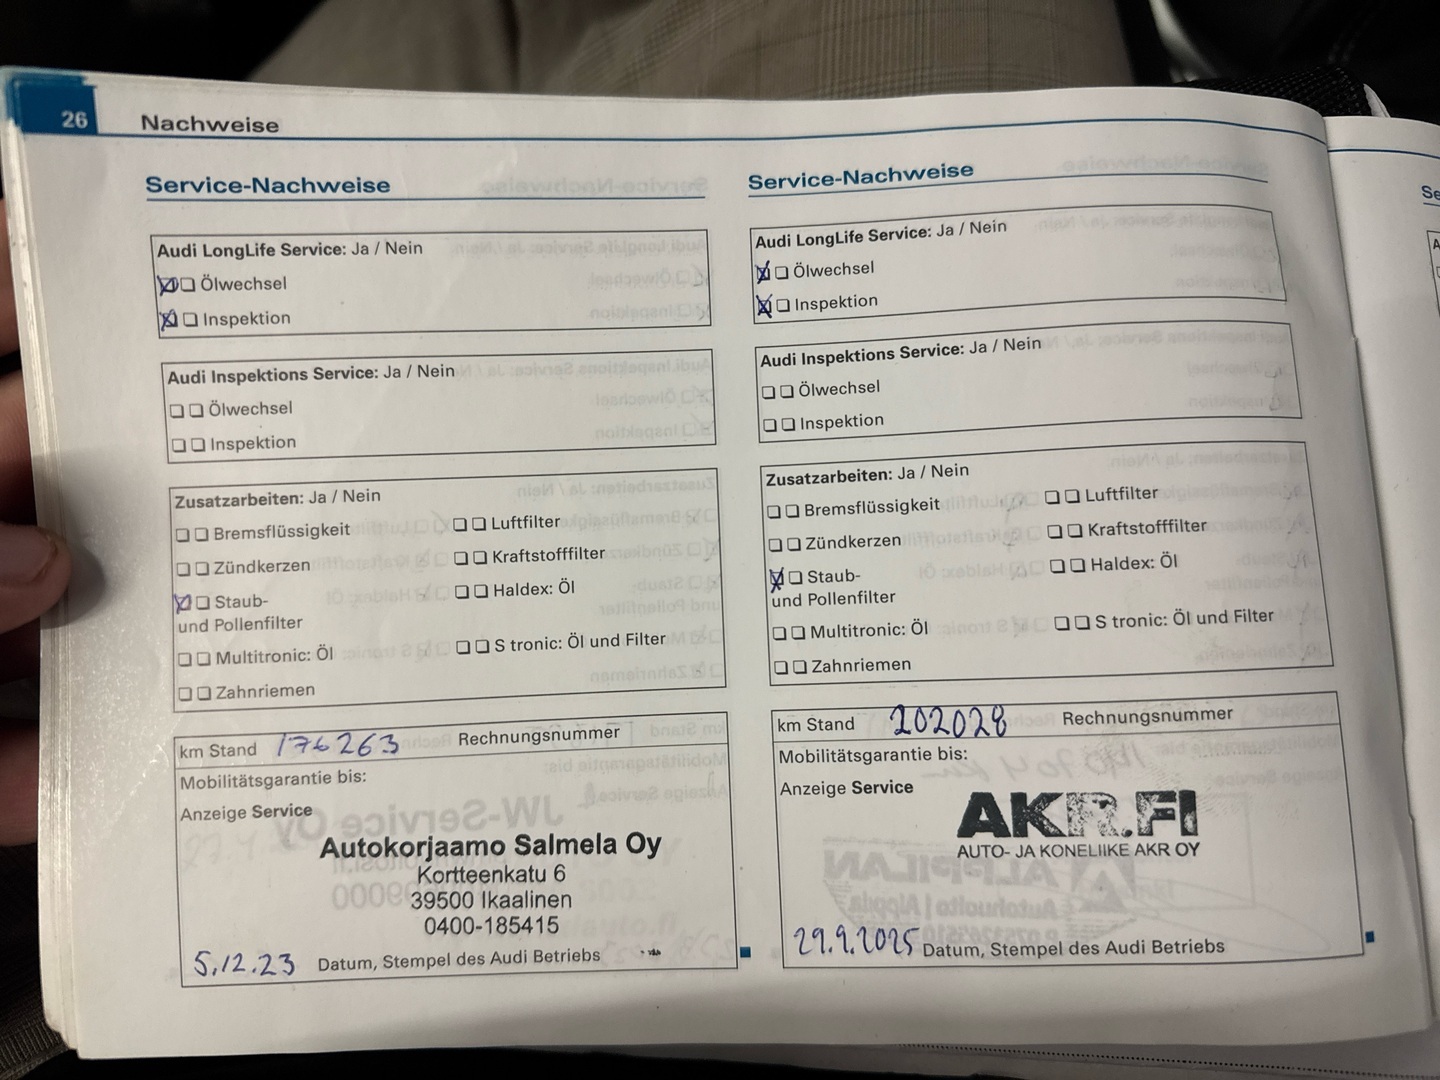 26 Nachweise
Service-Nachweise
Audi LongLife Service: Ja / Nein
Ölwechsel
Inspektion
Audi Inspektions Service: Ja / Nein
Ölwechsel
Inspektion
Zusatzarbeiten: Ja / Nein
Bremsflüssigkeit
Luftfilter
Zündkerzen
Kraftstofffilter
Staub-
und Pollenfilter
Haldex: Öl
Multitronic: Öl
S tronic: Öl und Filter
Zahnriemen
km Stand 176263 Rechnungsnummer
Mobilitätsgarantie bis:
Anzeige Service
Autokorjaamo Salmela Oy
Kortteenkatu 6
39500 Ikaalinen
0400-185415
5.12.23 Datum, Stempel des Audi Betriebs
Service-Nachweise
Audi LongLife Service: Ja / Nein
Ölwechsel
Inspektion
Audi Inspektions Service: Ja / Nein
Ölwechsel
Inspektion
Zusatzarbeiten: Ja / Nein
Bremsflüssigkeit
Luftfilter
Zündkerzen
Kraftstofffilter
Staub-
und Pollenfilter
Haldex: Öl
Multitronic: Öl
S tronic: Öl und Filter
Zahnriemen
km Stand 202028 Rechnungsnummer
Mobilitätsgarantie bis:
Anzeige Service
AKR.FI
AUTO- JA KONELIIKE AKR OY
29.9.2025 Datum, Stempel des Audi Betriebs